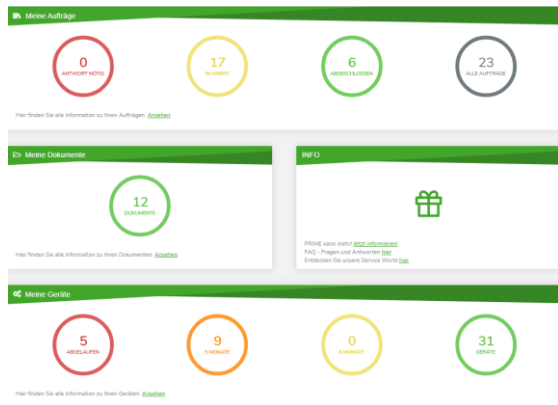 Meine Aufträge
0
ANTWORT NÖTIG
17
IN ARBEIT
6
ABGESCHLOSSEN
23
ALLE AUFTRÄGE
Hier finden Sie alle Information zu Ihren Aufträgen. Ansehen
Meine Dokumente
12
DOKUMENTE
Hier finden Sie alle Information zu Ihren Dokumenten. Ansehen
INFO
PRIME kann mehr! Jetzt informieren!
FAQ - Fragen und Antworten hier
Entdecken Sie unsere Service World hier
Meine Geräte
5
ABGELAUFEN
9
3 MONATE
0
6 MONATE
31
GERÄTE
Hier finden Sie alle Information zu Ihren Geräten. Ansehen